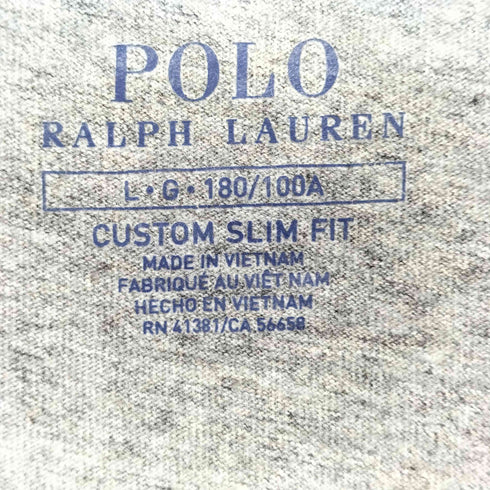 POLO
RALPH LAUREN
L • G • 180/100A
CUSTOM SLIM FIT
MADE IN VIETNAM
FABRIQUÉ AU VIÊT NAM
HECHO EN VIETNAM
RN 41381/CA 56658